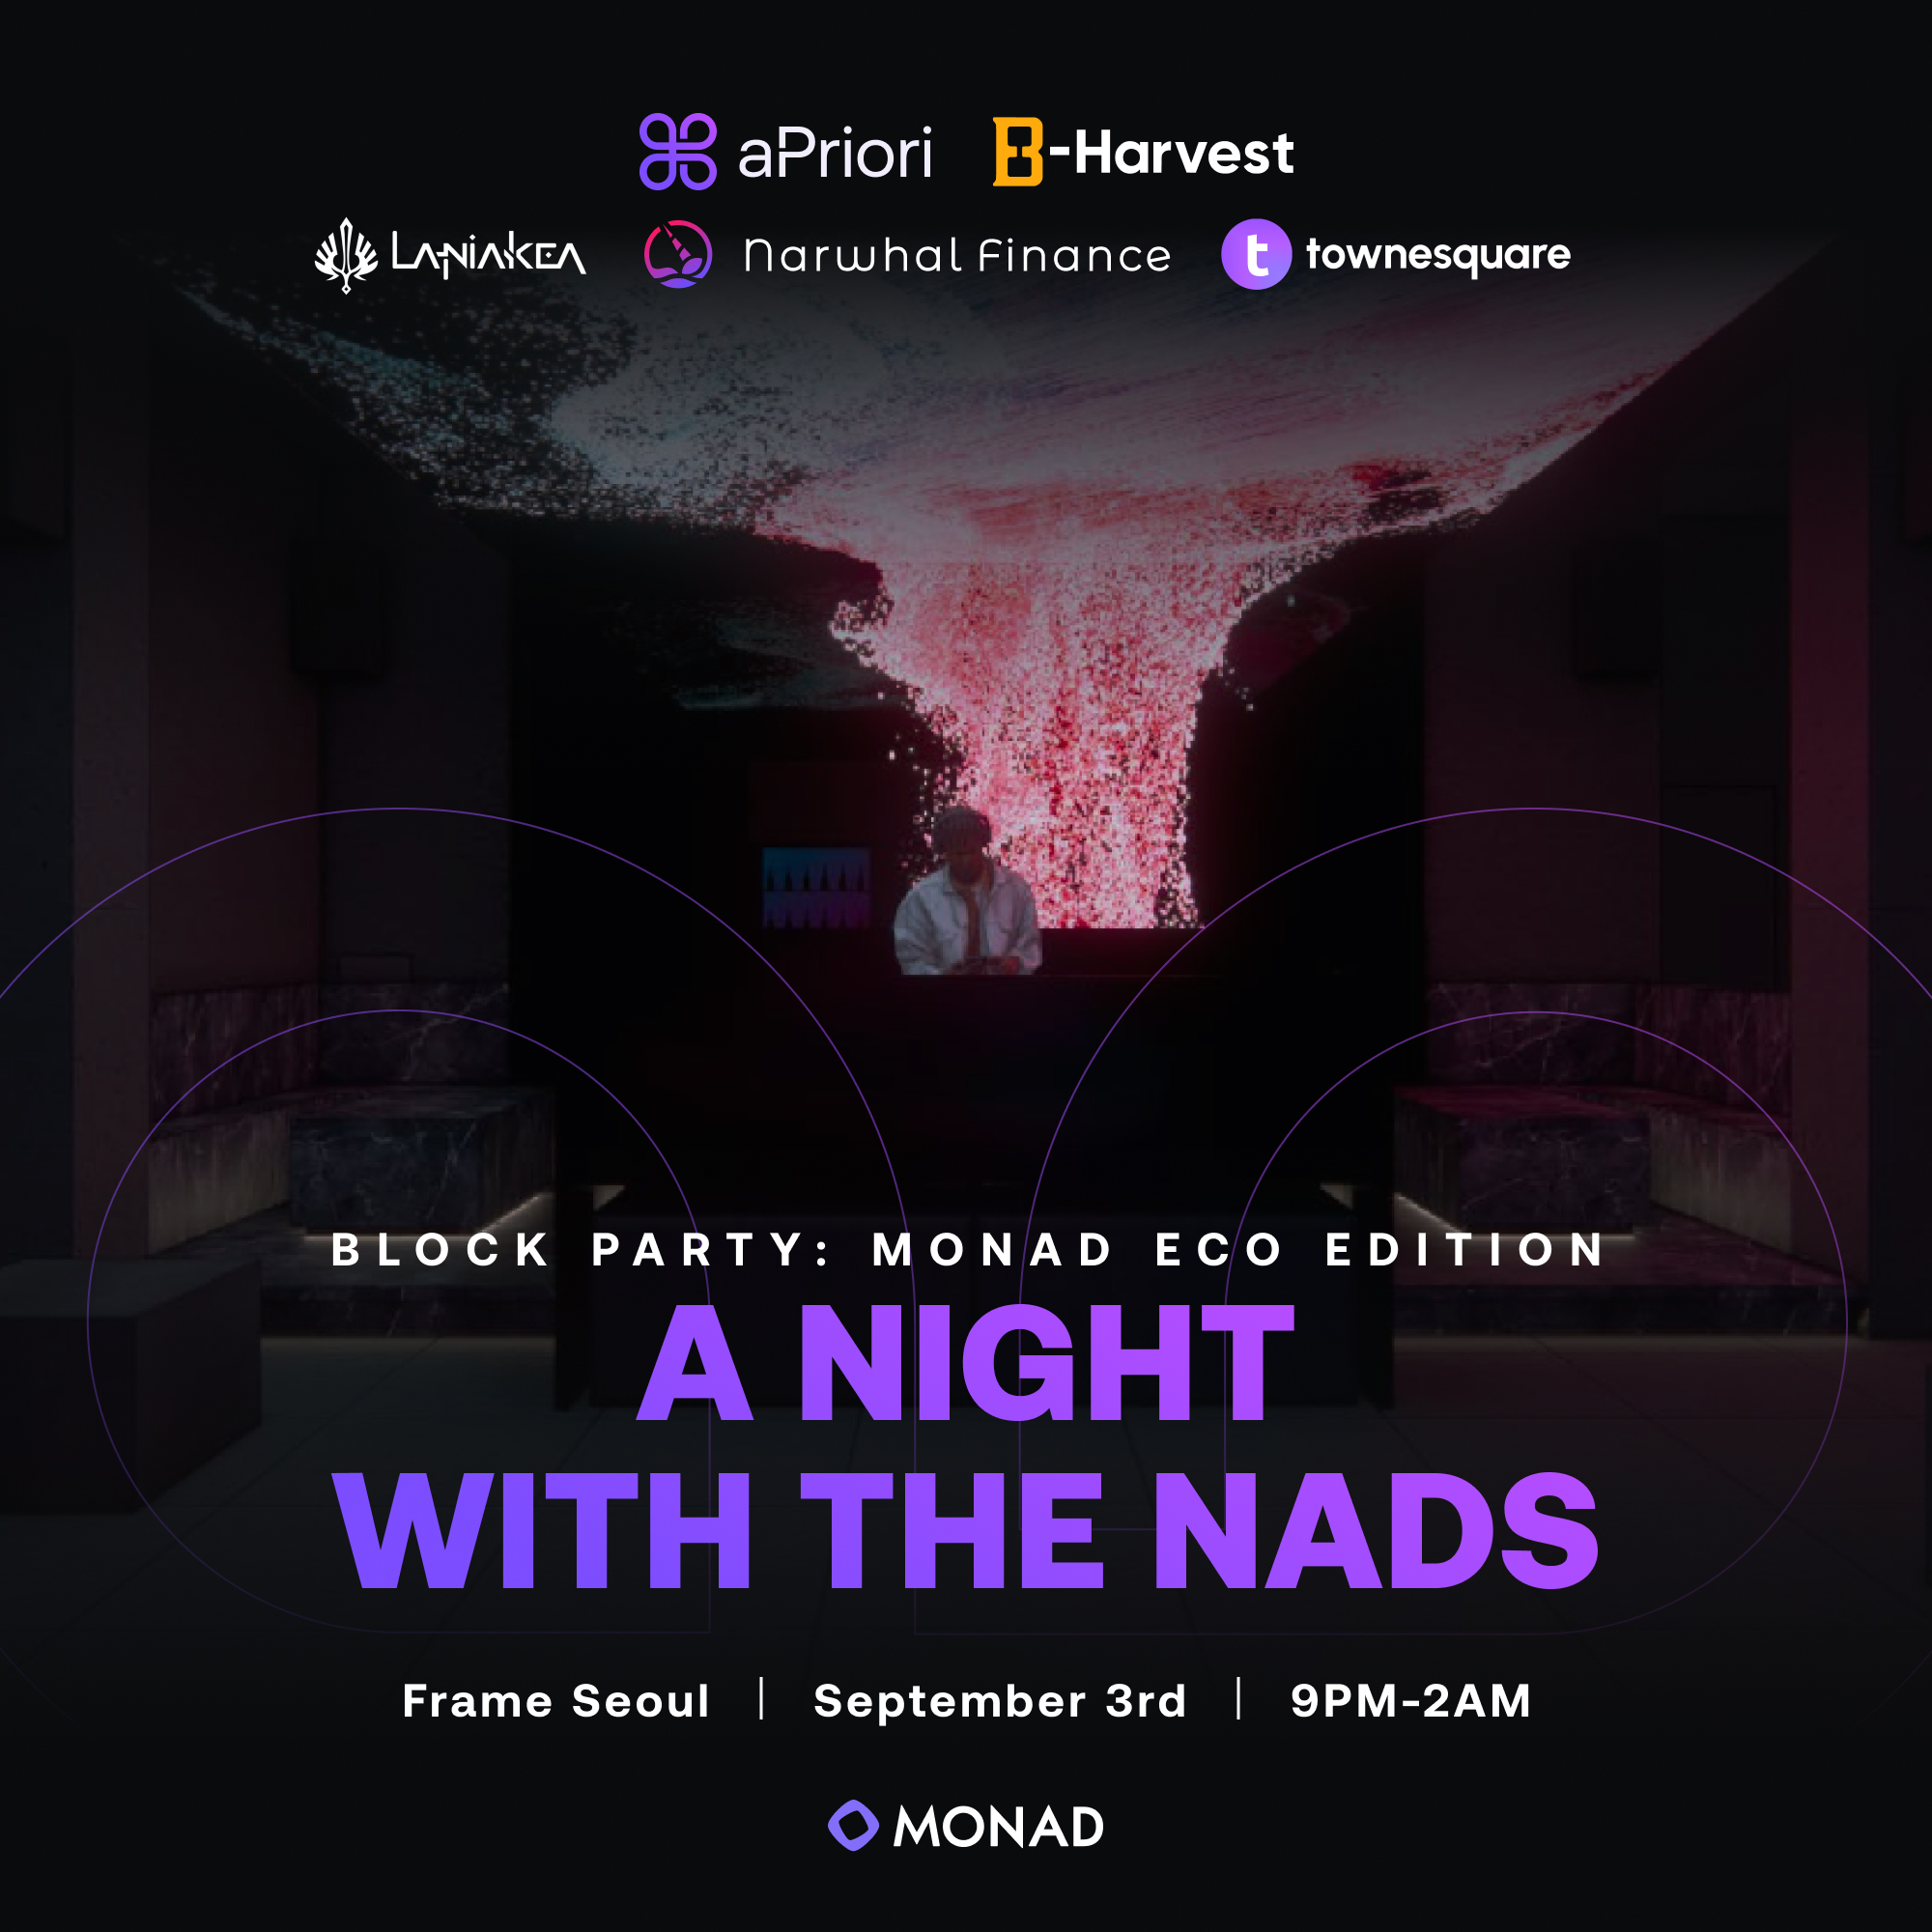 aPriori B-Harvest
LANIAKEA Narwhal Finance t townesquare
BLOCK PARTY: MONAD ECO EDITION
A NIGHT
WITH THE NADS
Frame Seoul | September 3rd | 9PM-2AM
MONAD